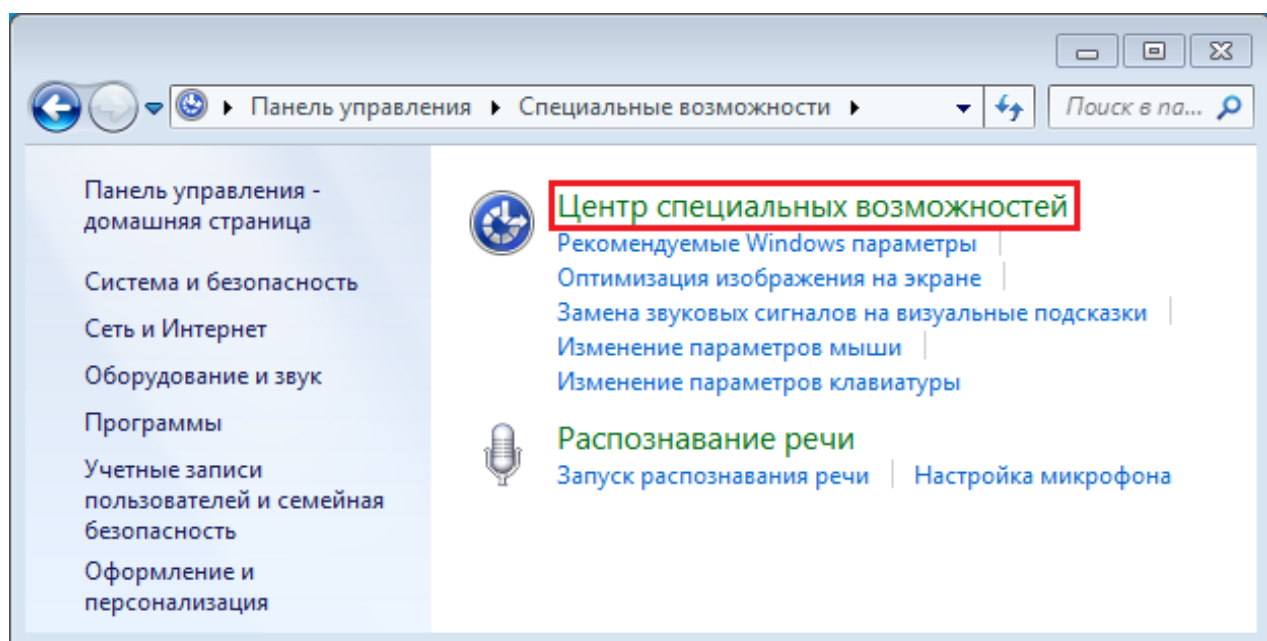 Панель управления
Специальные возможности
Поиск в па...
Панель управления -
домашняя страница
Система и безопасность
Сеть и Интернет
Оборудование и звук
Программы
Учетные записи
пользователей и семейная
безопасность
Оформление и
персонализация
Центр специальных возможностей
Рекомендуемые Windows параметры
Оптимизация изображения на экране
Замена звуковых сигналов на визуальные подсказки
Изменение параметров мыши
Изменение параметров клавиатуры
Распознавание речи
Запуск распознавания речи
Настройка микрофона